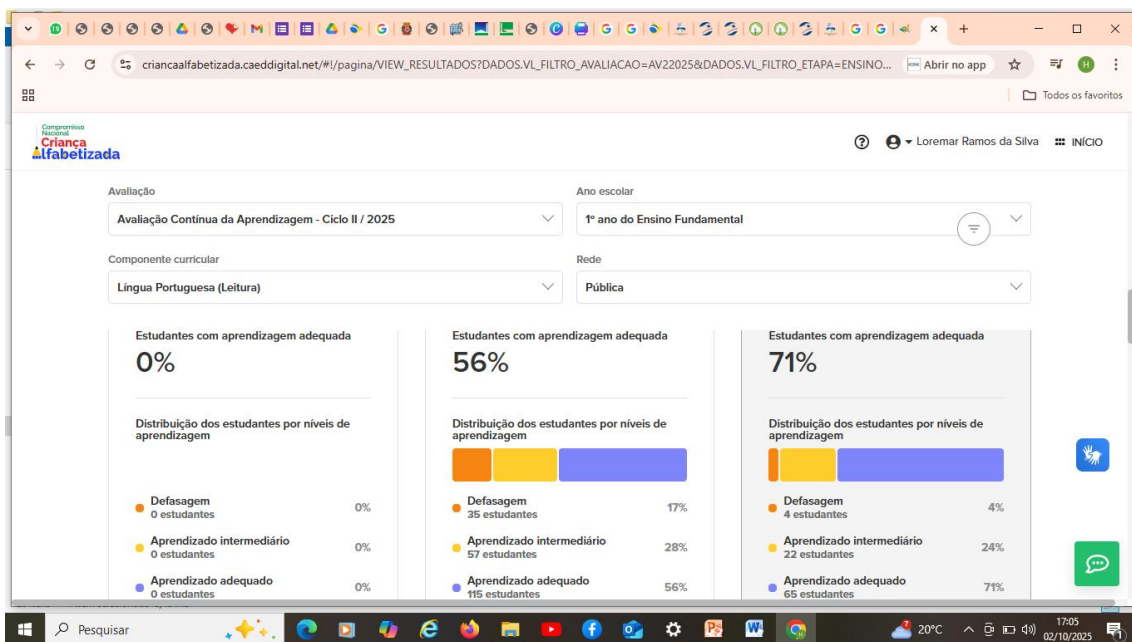 criancaalfabetizada.caeddigital.net/#!/pagina/VIEW_RESULTADOS?DADOS.VL_FILTRO_AVALIACAO=AV22025&DADOS.VL_FILTRO_ETAPA=ENSINO...
Abrir no app
H
Todos os favoritos
Compromisso
Nacional
Criança
Alfabetizada
Loremar Ramos da Silva
INÍCIO
Avaliação
Avaliação Contínua da Aprendizagem - Ciclo II / 2025
Ano escolar
1º ano do Ensino Fundamental
Componente curricular
Língua Portuguesa (Leitura)
Rede
Pública
Estudantes com aprendizagem adequada
0%
Distribuição dos estudantes por níveis de
aprendizagem
Defasagem
0 estudantes
0%
Aprendizado intermediário
0 estudantes
0%
Aprendizado adequado
0 estudantes
0%
Estudantes com aprendizagem adequada
56%
Distribuição dos estudantes por níveis de
aprendizagem
Defasagem
35 estudantes
17%
Aprendizado intermediário
57 estudantes
28%
Aprendizado adequado
115 estudantes
56%
Estudantes com aprendizagem adequada
71%
Distribuição dos estudantes por níveis de
aprendizagem
Defasagem
4 estudantes
4%
Aprendizado intermediário
22 estudantes
24%
Aprendizado adequado
65 estudantes
71%
Pesquisar
20°C
17:05
02/10/2025